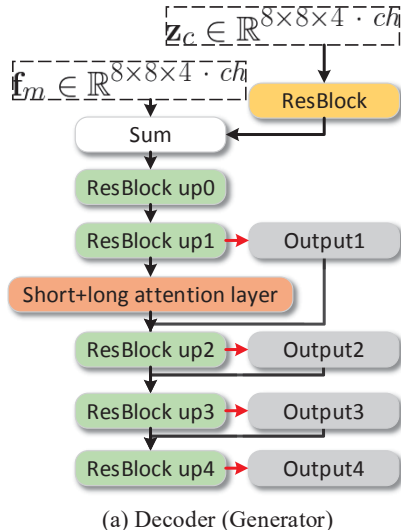 𝐳_c ∈ ℝ^{8×8×4 · ch}
𝐟_m ∈ ℝ^{8×8×4 · ch}
ResBlock
Sum
ResBlock up0
ResBlock up1
Output1
Short+long attention layer
ResBlock up2
Output2
ResBlock up3
Output3
ResBlock up4
Output4
(a) Decoder (Generator)